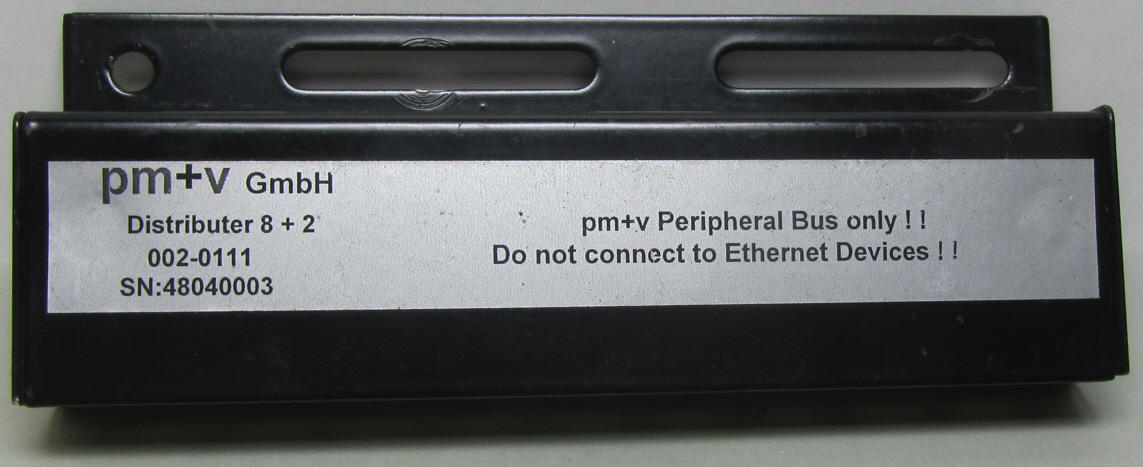 pm+v GmbH
Distributer 8 + 2
002-0111
SN:48040003
pm+v Peripheral Bus only ! !
Do not connect to Ethernet Devices ! !